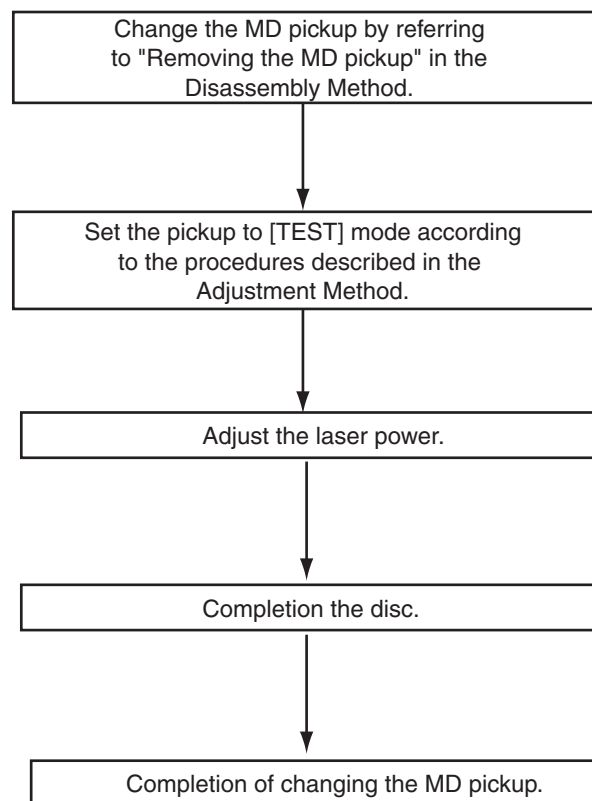 Change the MD pickup by referring
to "Removing the MD pickup" in the
Disassembly Method.
Set the pickup to [TEST] mode according
to the procedures described in the
Adjustment Method.
Adjust the laser power.
Completion the disc.
Completion of changing the MD pickup.